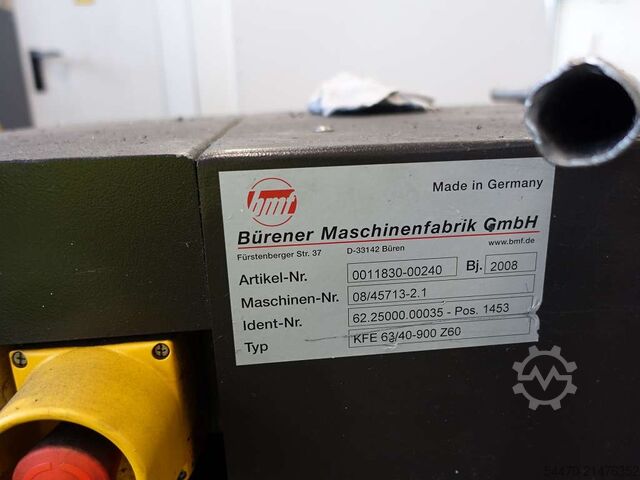 bmf
Made in Germany
Bürener Maschinenfabrik GmbH
Fürstenberger Str. 37 D-33142 Büren www.bmf.de
Artikel-Nr. 0011830-00240 Bj. 2008
Maschinen-Nr. 08/45713-2.1
Ident-Nr. 62.25000.00035 - Pos. 1453
Typ KFE 63/40-900 Z60
54470-21476352